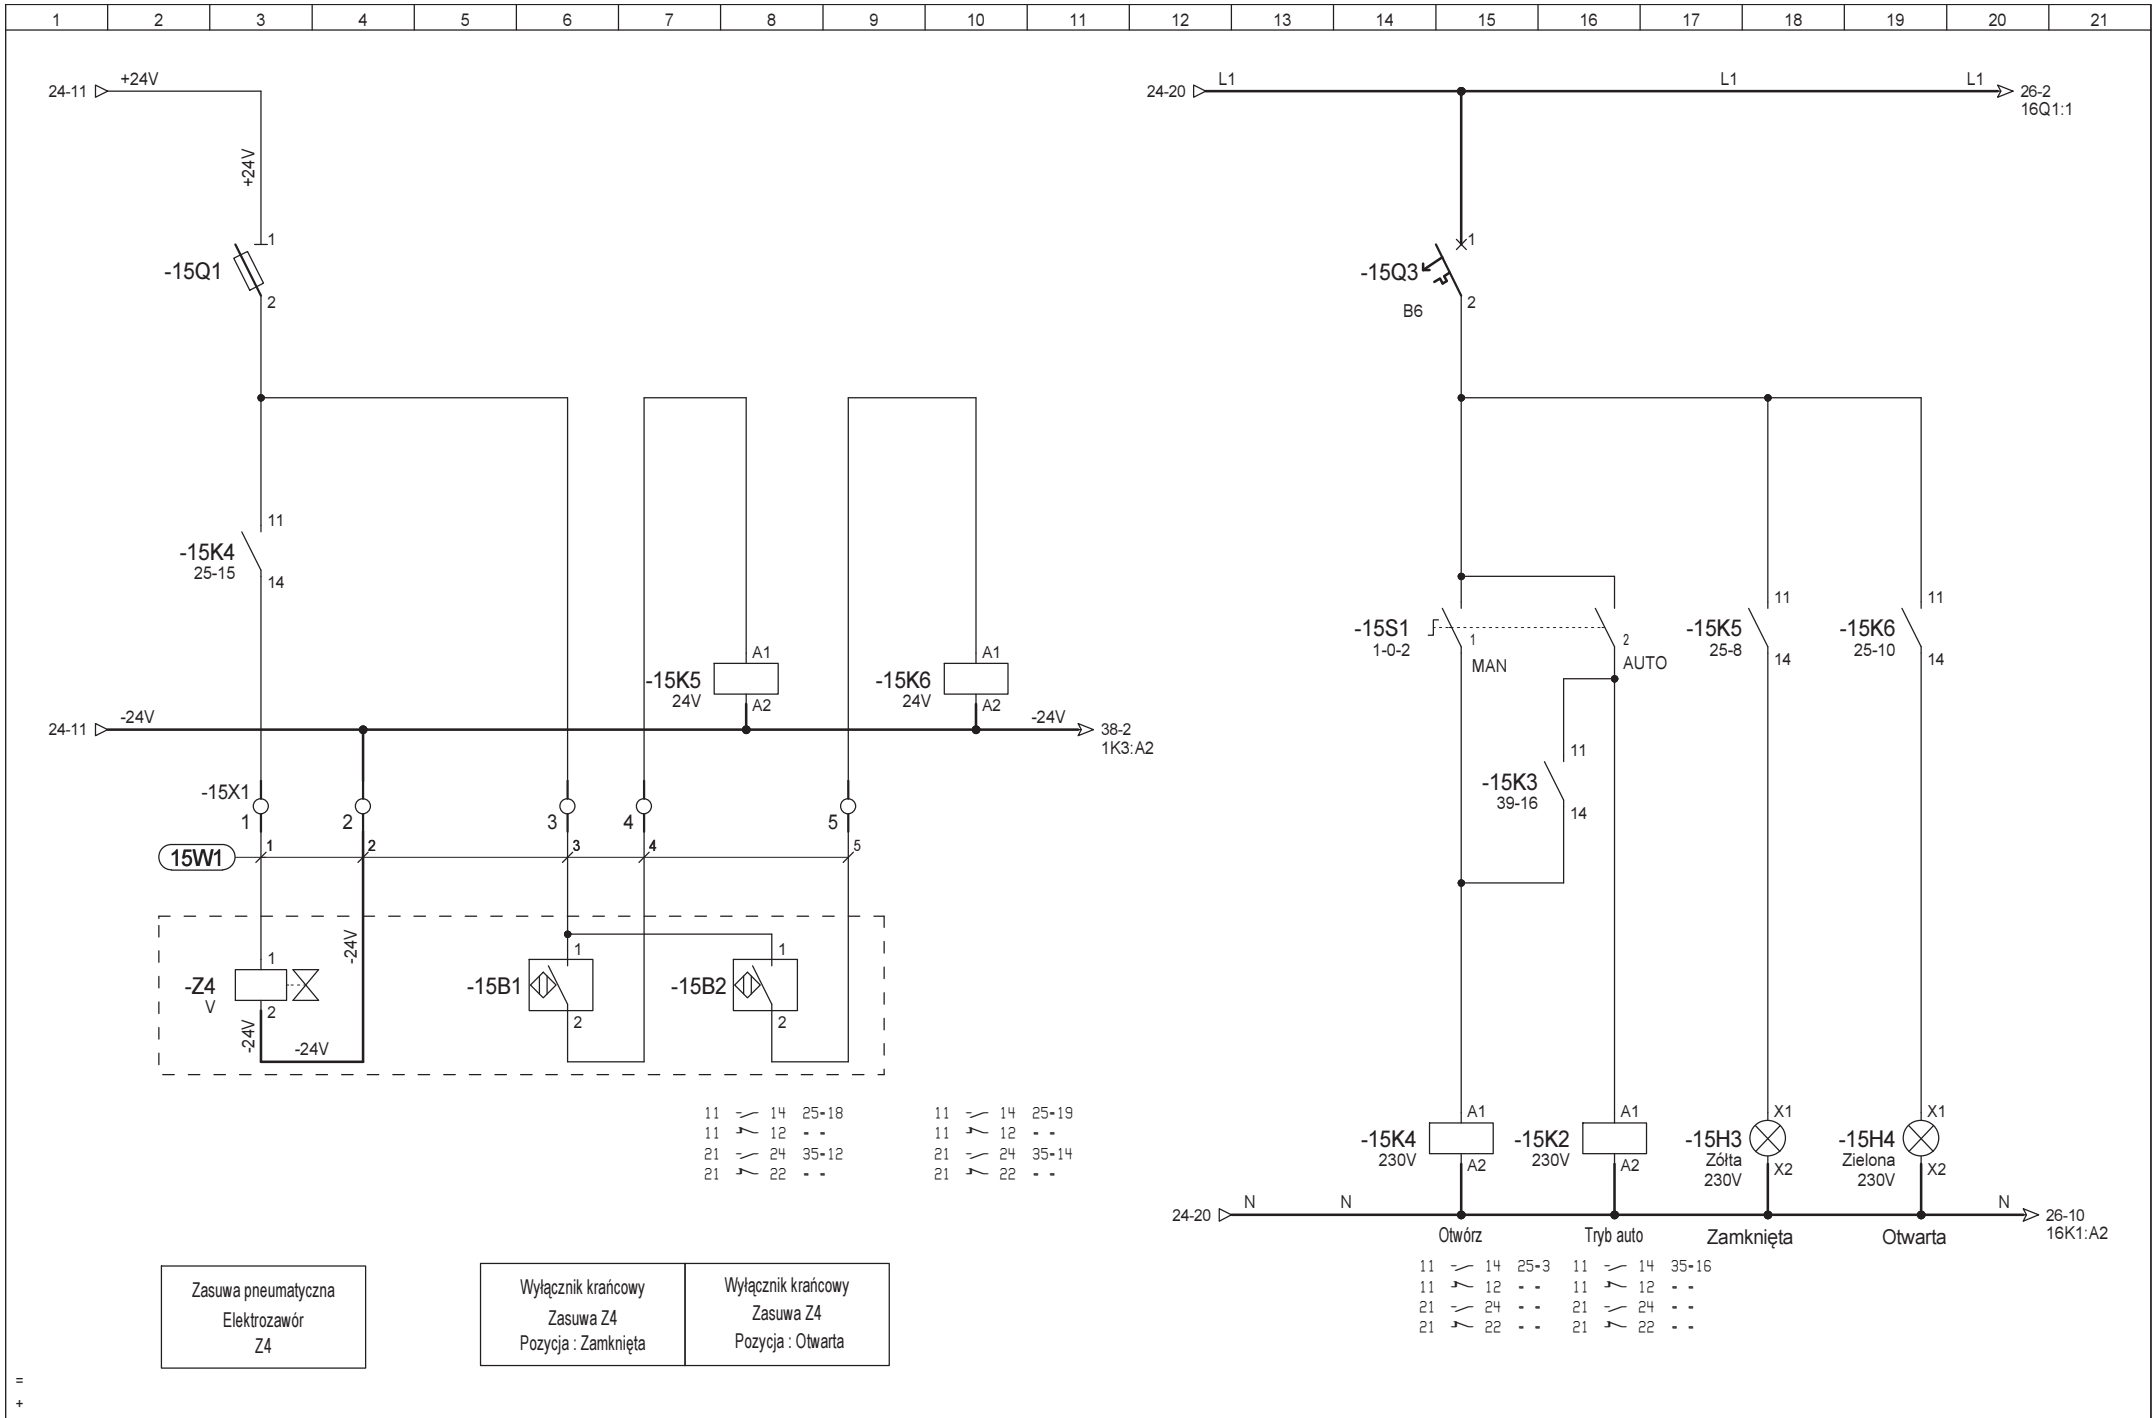 1 2 3 4 5 6 7 8 9 10 11 12 13 14 15 16 17 18 19 20 21
24-11 +24V
+24V
-15Q1
1
2
-15K4
25-15
11
14
-15K5
24V
A1
A2
-15K6
24V
A1
A2
24-11 -24V
-24V
38-2
1K3:A2
-15X1
1 2 3 4 5
15W1 1 2 3 4 5
-Z4
V
1
2
-24V
-24V
-24V
-15B1
1
2
-15B2
1
2
11 14 25-18
11 12 - -
21 24 35-12
21 22 - -
11 14 25-19
11 12 - -
21 24 35-14
21 22 - -
Zasuwa pneumatyczna
Elektrozawór
Z4
Wyłącznik krańcowy
Zasuwa Z4
Pozycja : Zamknięta
Wyłącznik krańcowy
Zasuwa Z4
Pozycja : Otwarta
=
+
24-20 L1 L1 L1
26-2
16Q1:1
-15Q3
B6
1
2
-15S1
1-0-2
1
MAN
2
AUTO
-15K5
25-8
11
14
-15K6
25-10
11
14
-15K3
39-16
11
14
-15K4
230V
A1
A2
-15K2
230V
A1
A2
-15H3
Zółta
230V
X1
X2
-15H4
Zielona
230V
X1
X2
24-20 N N N
26-10
16K1:A2
Otwórz Tryb auto Zamknięta Otwarta
11 14 25-3
11 12 - -
21 24 - -
21 22 - -
11 14 35-16
11 12 - -
21 24 - -
21 22 - -